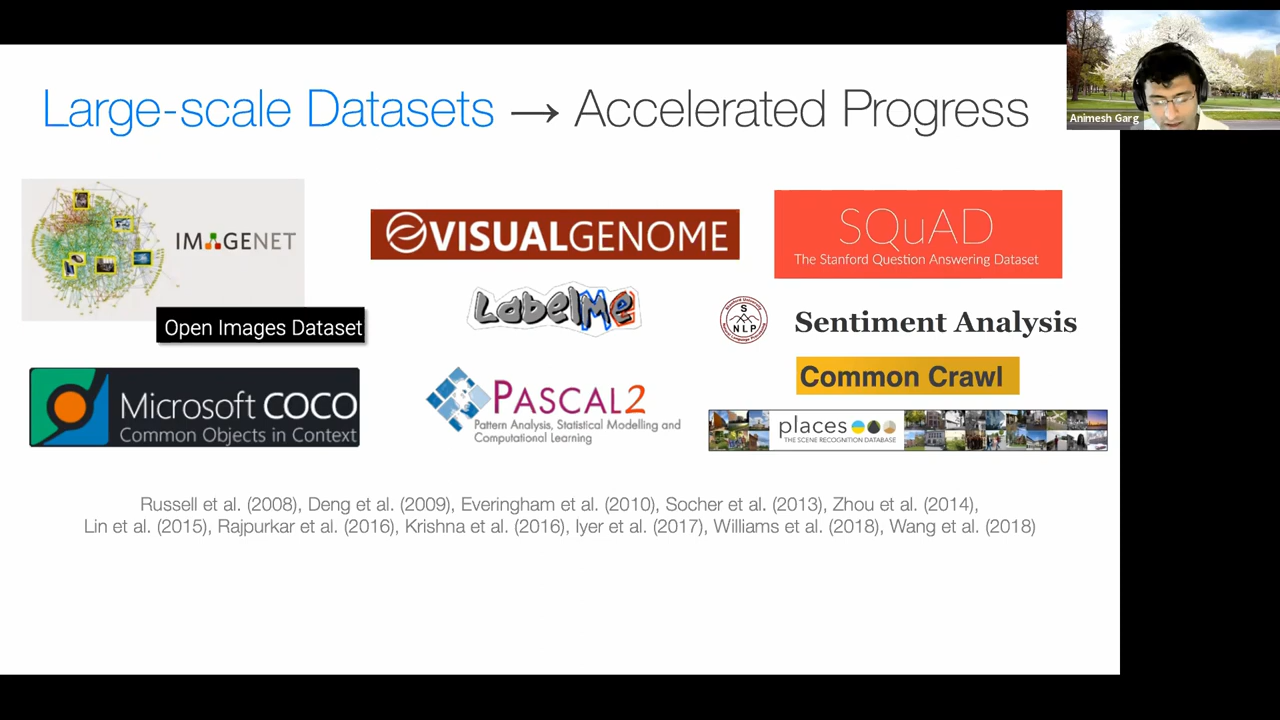 Large-scale Datasets → Accelerated Progress
Animesh Garg
IMAGENET
VISUALGENOME
SQuAD
The Stanford Question Answering Dataset
Open Images Dataset
LabelMe
S
NLP
Sentiment Analysis
Microsoft COCO
Common Objects in Context
PASCAL2
Pattern Analysis, Statistical Modelling and
Computational Learning
Common Crawl
places
THE SCENE RECOGNITION DATABASE
Russell et al. (2008), Deng et al. (2009), Everingham et al. (2010), Socher et al. (2013), Zhou et al. (2014),
Lin et al. (2015), Rajpurkar et al. (2016), Krishna et al. (2016), Iyer et al. (2017), Williams et al. (2018), Wang et al. (2018)